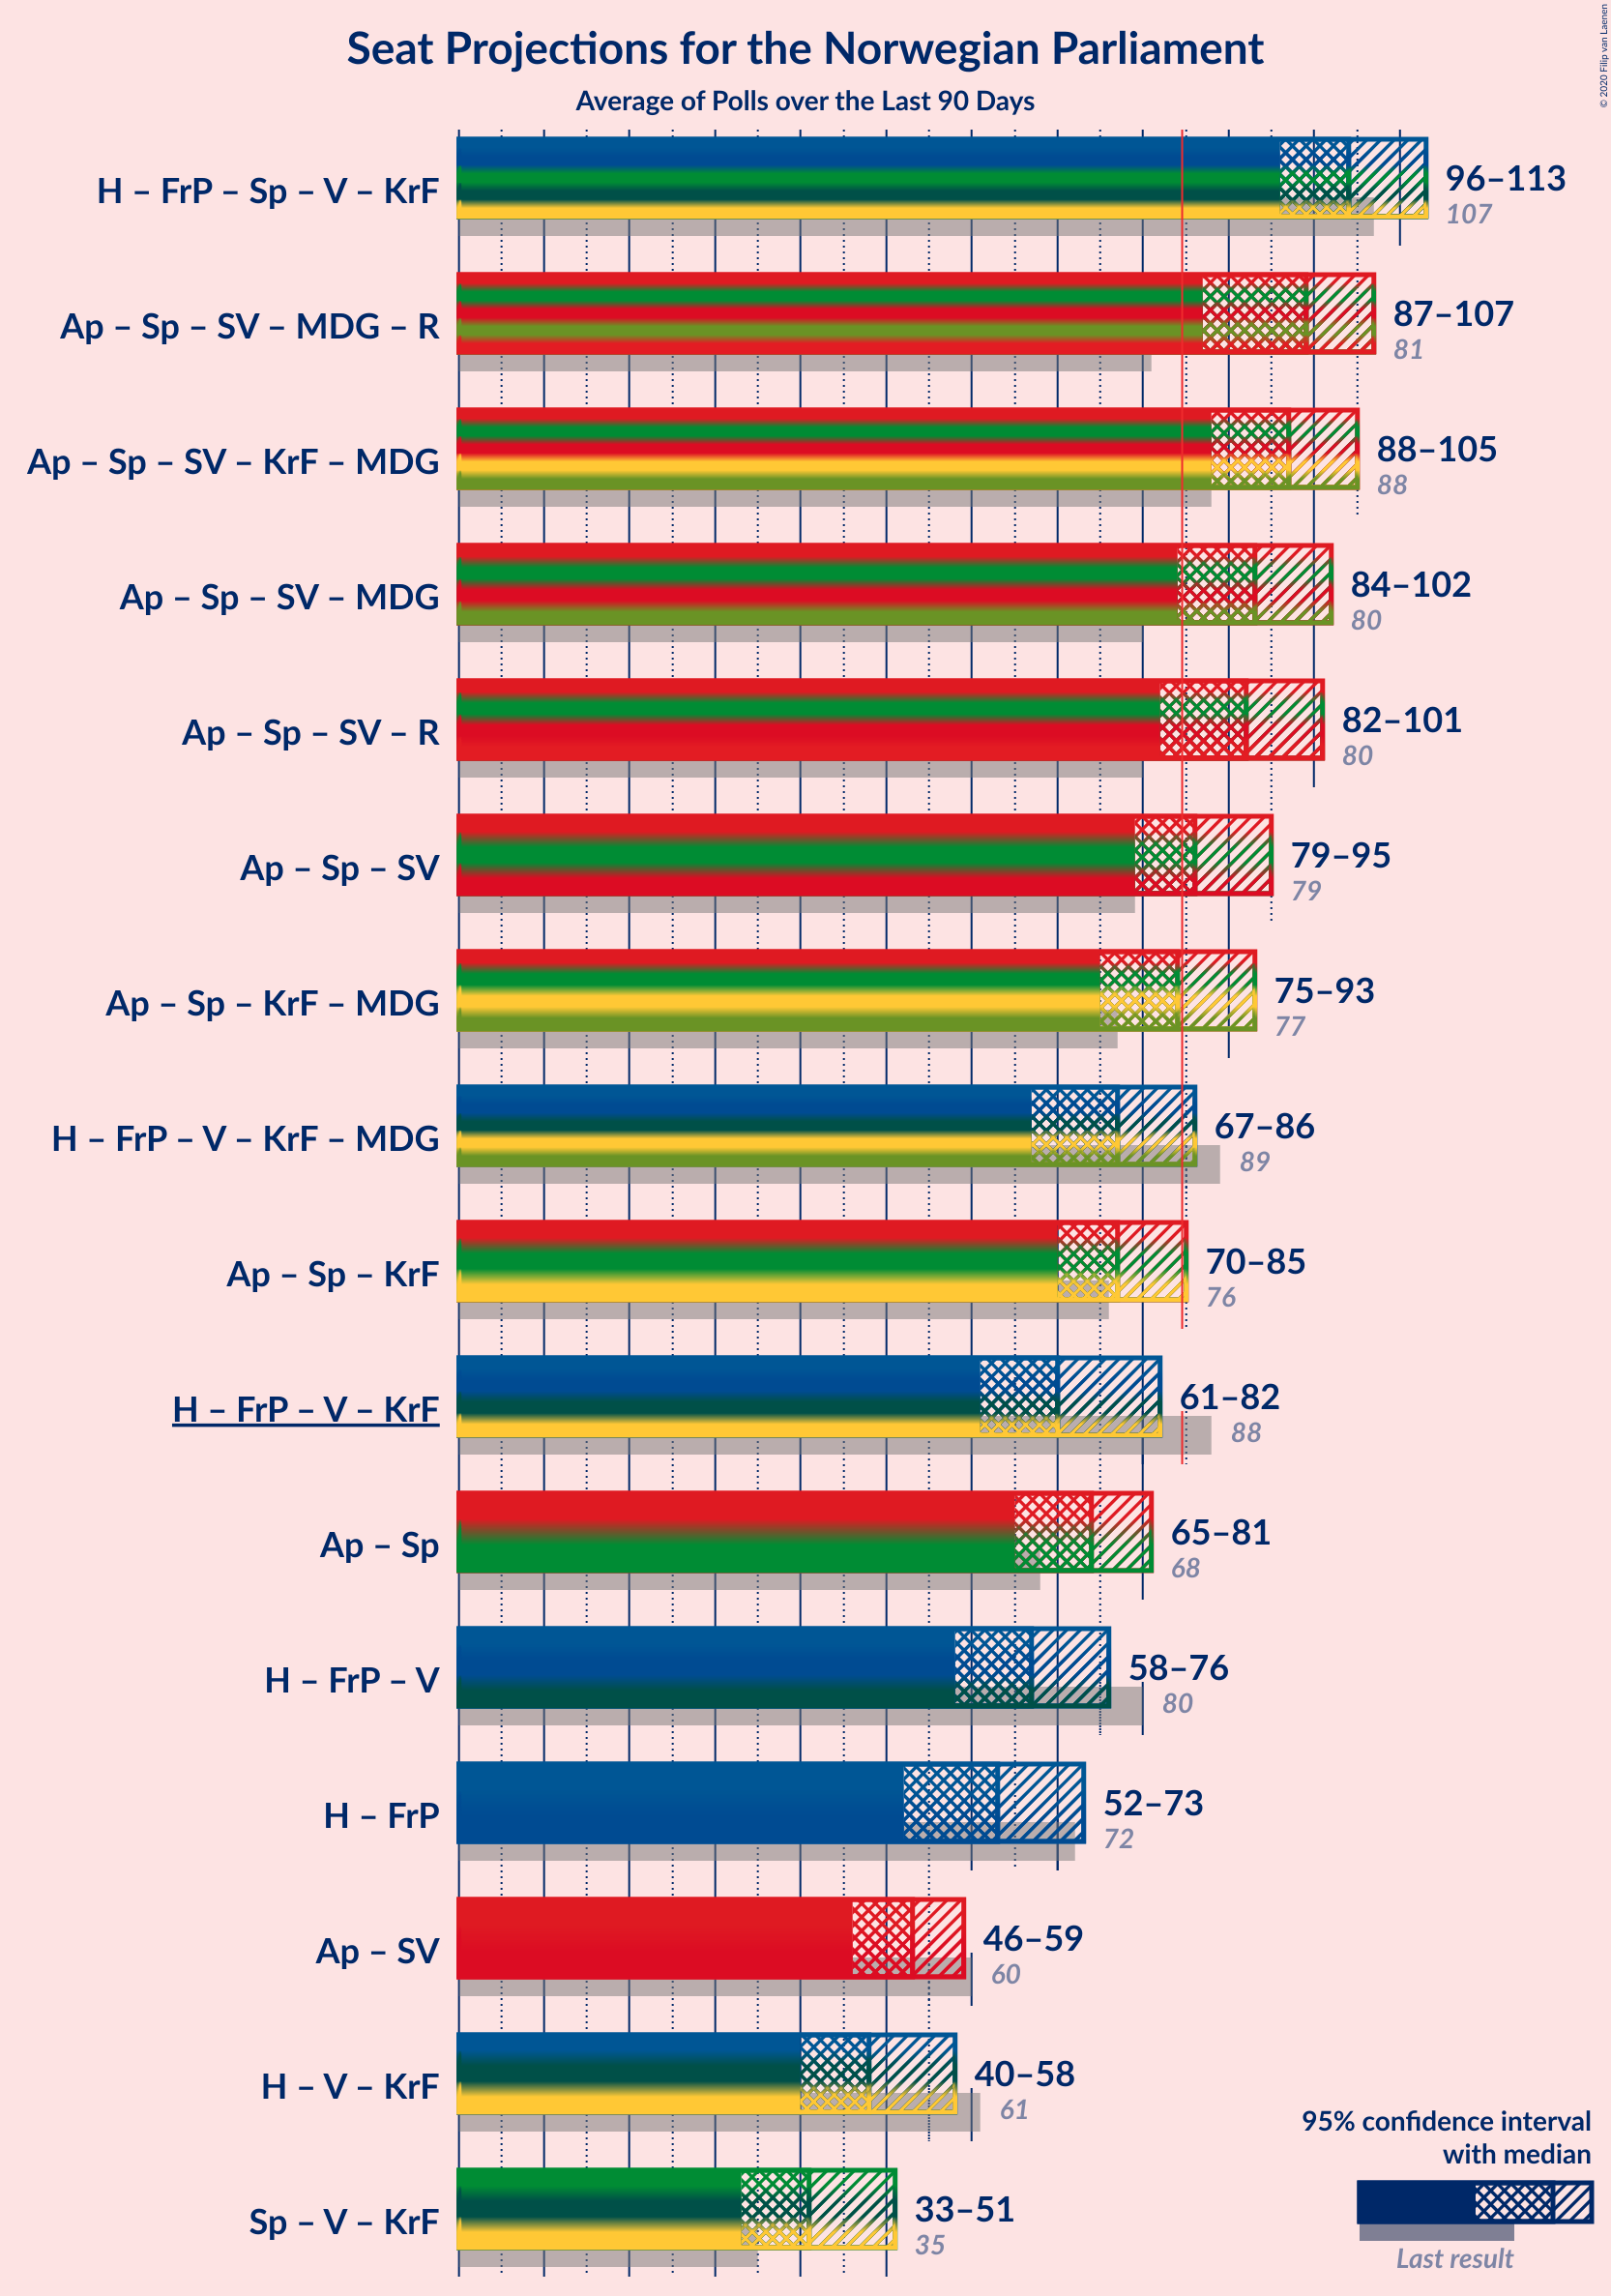 Seat Projections for the Norwegian Parliament
Average of Polls over the Last 90 Days
© 2020 Filip van Laenen
H – FrP – Sp – V – KrF
96–113
107
Ap – Sp – SV – MDG – R
87–107
81
Ap – Sp – SV – KrF – MDG
88–105
88
Ap – Sp – SV – MDG
84–102
80
Ap – Sp – SV – R
82–101
80
Ap – Sp – SV
79–95
79
Ap – Sp – KrF – MDG
75–93
77
H – FrP – V – KrF – MDG
67–86
89
Ap – Sp – KrF
70–85
76
H – FrP – V – KrF
61–82
88
Ap – Sp
65–81
68
H – FrP – V
58–76
80
H – FrP
52–73
72
Ap – SV
46–59
60
H – V – KrF
40–58
61
Sp – V – KrF
33–51
35
95% confidence interval
with median
Last result